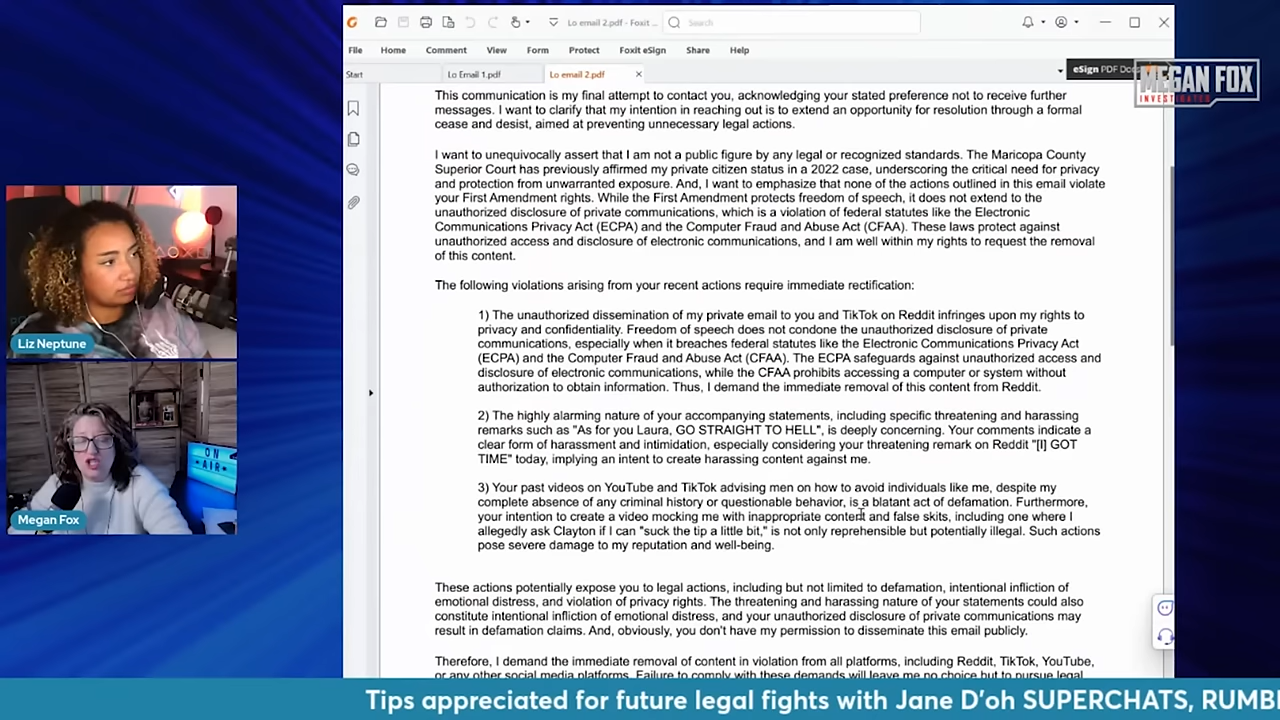 Lo email 2.pdf - Foxit ...
Search
File Home Comment View Form Protect Foxit eSign Share Help
Start
Lo Email 1.pdf
Lo email 2.pdf
eSign PDF Docs
MEGAN FOX
INVESTIGATES
This communication is my final attempt to contact you, acknowledging your stated preference not to receive further
messages. I want to clarify that my intention in reaching out is to extend an opportunity for resolution through a formal
cease and desist, aimed at preventing unnecessary legal actions.
I want to unequivocally assert that I am not a public figure by any legal or recognized standards. The Maricopa County
Superior Court has previously affirmed my private citizen status in a 2022 case, underscoring the critical need for privacy
and protection from unwarranted exposure. And, I want to emphasize that none of the actions outlined in this email violate
your First Amendment rights. While the First Amendment protects freedom of speech, it does not extend to the
unauthorized disclosure of private communications, which is a violation of federal statutes like the Electronic
Communications Privacy Act (ECPA) and the Computer Fraud and Abuse Act (CFAA). These laws protect against
unauthorized access and disclosure of electronic communications, and I am well within my rights to request the removal
of this content.
The following violations arising from your recent actions require immediate rectification:
1) The unauthorized dissemination of my private email to you and TikTok on Reddit infringes upon my rights to
privacy and confidentiality. Freedom of speech does not condone the unauthorized disclosure of private
communications, especially when it breaches federal statutes like the Electronic Communications Privacy Act
(ECPA) and the Computer Fraud and Abuse Act (CFAA). The ECPA safeguards against unauthorized access and
disclosure of electronic communications, while the CFAA prohibits accessing a computer or system without
authorization to obtain information. Thus, I demand the immediate removal of this content from Reddit.
2) The highly alarming nature of your accompanying statements, including specific threatening and harassing
remarks such as "As for you Laura, GO STRAIGHT TO HELL", is deeply concerning. Your comments indicate a
clear form of harassment and intimidation, especially considering your threatening remark on Reddit "[I] GOT
TIME" today, implying an intent to create harassing content against me.
3) Your past videos on YouTube and TikTok advising men on how to avoid individuals like me, despite my
complete absence of any criminal history or questionable behavior, is a blatant act of defamation. Furthermore,
your intention to create a video mocking me with inappropriate content and false skits, including one where I
allegedly ask Clayton if I can "suck the tip a little bit," is not only reprehensible but potentially illegal. Such actions
pose severe damage to my reputation and well-being.
These actions potentially expose you to legal actions, including but not limited to defamation, intentional infliction of
emotional distress, and violation of privacy rights. The threatening and harassing nature of your statements could also
constitute intentional infliction of emotional distress, and your unauthorized disclosure of private communications may
result in defamation claims. And, obviously, you don't have my permission to disseminate this email publicly.
Therefore, I demand the immediate removal of content in violation from all platforms, including Reddit, TikTok, YouTube,
or any other social media platforms. Failure to comply with these demands will leave me no choice but to pursue legal
Liz Neptune
ON
AIR
Megan Fox
Tips appreciated for future legal fights with Jane D'oh SUPERCHATS, RUMB